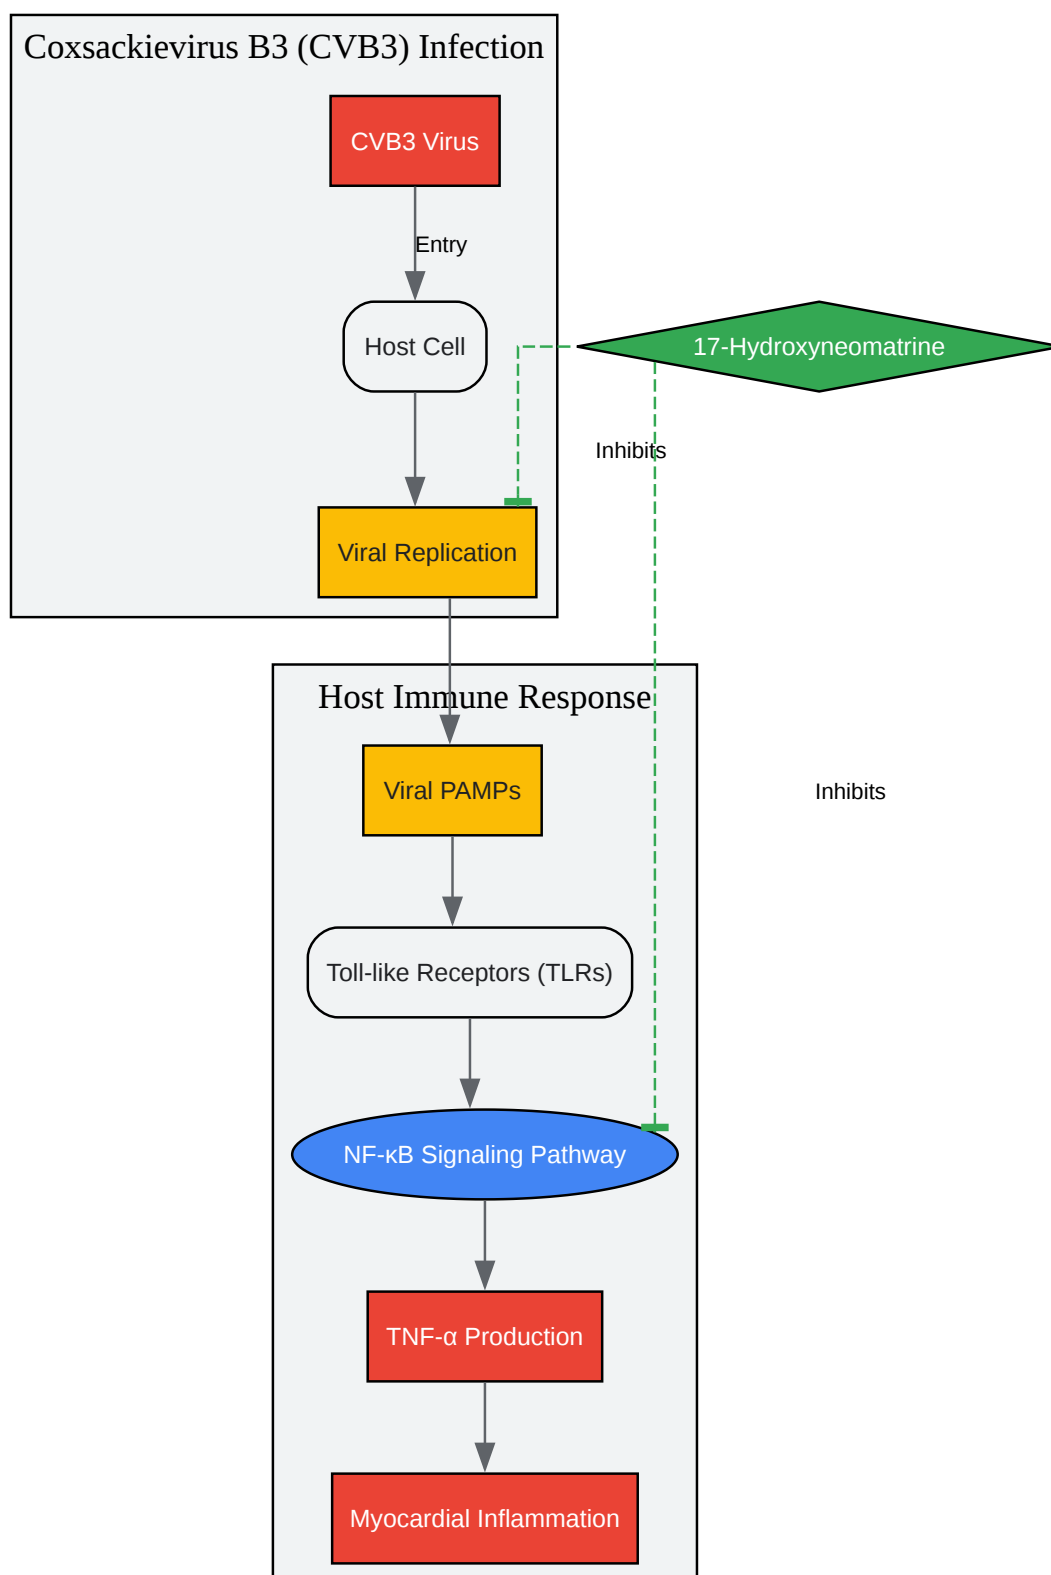 Coxsackievirus B3 (CVB3) Infection
CVB3 Virus
Entry
Host Cell
17-Hydroxyneomatrine
Inhibits
Viral Replication
Host Immune Response
Viral PAMPs
Inhibits
Toll-like Receptors (TLRs)
NF-κB Signaling Pathway
TNF-α Production
Myocardial Inflammation